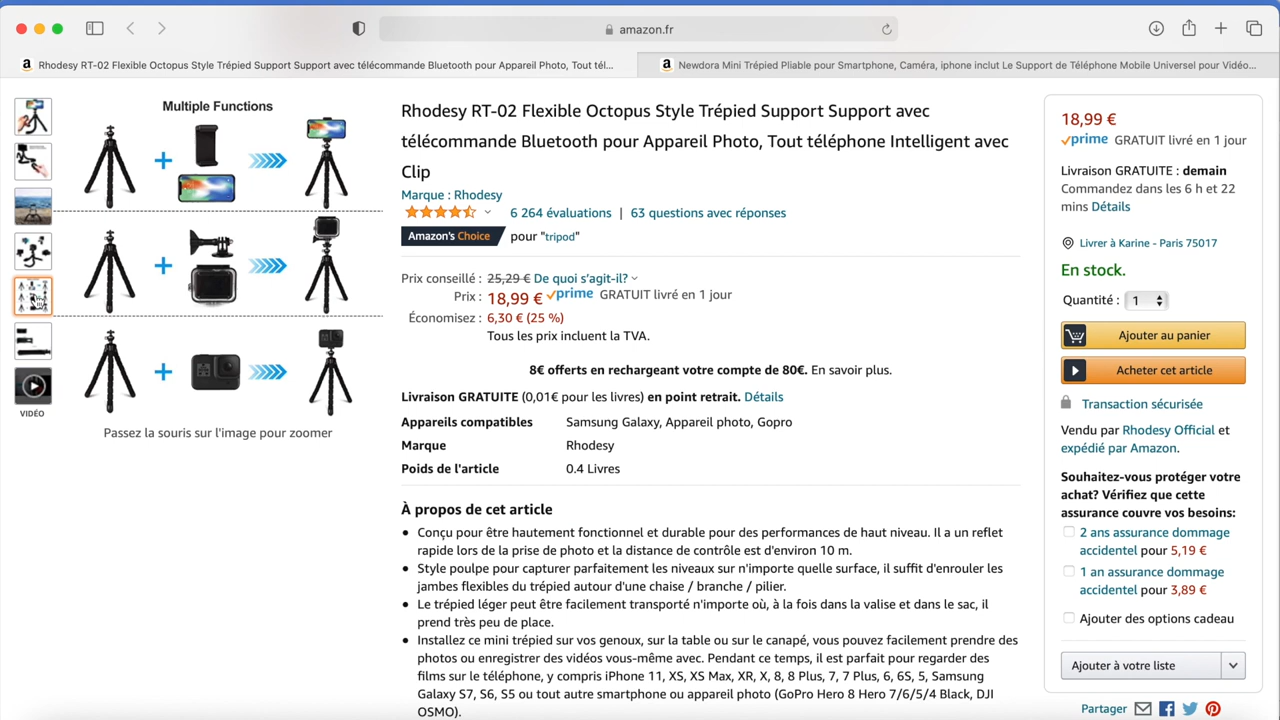 amazon.fr
a Rhodesy RT-02 Flexible Octopus Style Trépied Support Support avec télécommande Bluetooth pour Appareil Photo, Tout tél...
a Newdora Mini Trépied Pliable pour Smartphone, Caméra, iphone inclut Le Support de Téléphone Mobile Universel pour Vidéo...
Multiple Functions
VIDÉO
Passez la souris sur l'image pour zoomer
Rhodesy RT-02 Flexible Octopus Style Trépied Support Support avec
télécommande Bluetooth pour Appareil Photo, Tout téléphone Intelligent avec
Clip
Marque : Rhodesy
6 264 évaluations | 63 questions avec réponses
Amazon's Choice pour "tripod"
Prix conseillé : 25,29 € De quoi s'agit-il?
Prix : 18,99 € prime GRATUIT livré en 1 jour
Économisez : 6,30 € (25 %)
Tous les prix incluent la TVA.
8€ offerts en rechargeant votre compte de 80€. En savoir plus.
Livraison GRATUITE (0,01€ pour les livres) en point retrait. Détails
Appareils compatibles Samsung Galaxy, Appareil photo, Gopro
Marque Rhodesy
Poids de l'article 0.4 Livres
À propos de cet article
• Conçu pour être hautement fonctionnel et durable pour des performances de haut niveau. Il a un reflet
rapide lors de la prise de photo et la distance de contrôle est d'environ 10 m.
• Style poulpe pour capturer parfaitement les niveaux sur n'importe quelle surface, il suffit d'enrouler les
jambes flexibles du trépied autour d'une chaise / branche / pilier.
• Le trépied léger peut être facilement transporté n'importe où, à la fois dans la valise et dans le sac, il
prend très peu de place.
• Installez ce mini trépied sur vos genoux, sur la table ou sur le canapé, vous pouvez facilement prendre des
photos ou enregistrer des vidéos vous-même avec. Pendant ce temps, il est parfait pour regarder des
films sur le téléphone, y compris iPhone 11, XS, XS Max, XR, X, 8, 8 Plus, 7, 7 Plus, 6, 6S, 5, Samsung
Galaxy S7, S6, S5 ou tout autre smartphone ou appareil photo (GoPro Hero 8 Hero 7/6/5/4 Black, DJI
OSMO).
18,99 €
prime GRATUIT livré en 1 jour
Livraison GRATUITE : demain
Commandez dans les 6 h et 22
mins Détails
Livrer à Karine - Paris 75017
En stock.
Quantité : 1
Ajouter au panier
Acheter cet article
Transaction sécurisée
Vendu par Rhodesy Official et
expédié par Amazon.
Souhaitez-vous protéger votre
achat? Vérifiez que cette
assurance couvre vos besoins:
2 ans assurance dommage
accidentel pour 5,19 €
1 an assurance dommage
accidentel pour 3,89 €
Ajouter des options cadeau
Ajouter à votre liste
Partager